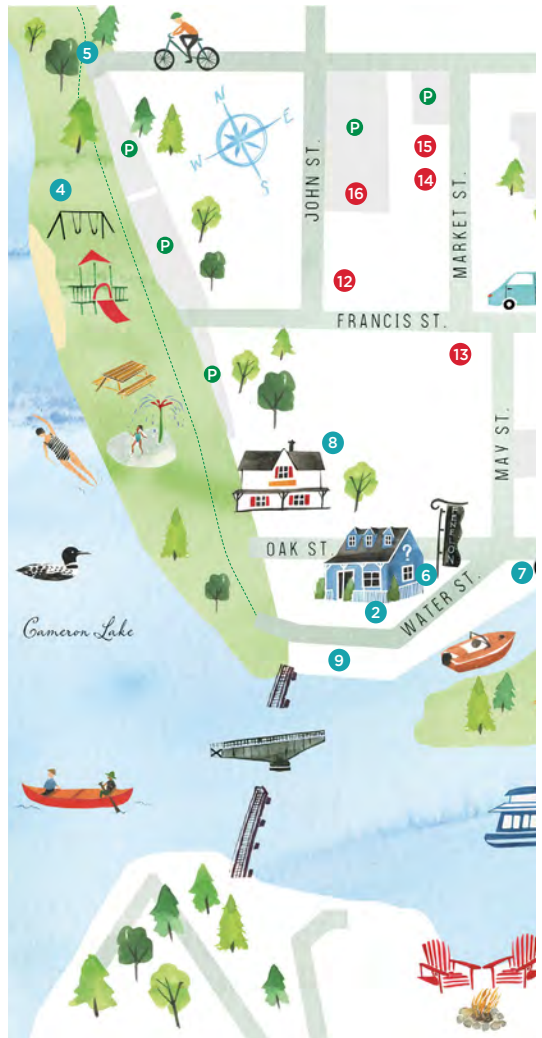 5
N
E
W
S
P
P
P
15
14
4
16
JOHN ST.
MARKET ST.
P
12
FRANCIS ST.
13
P
8
MAY ST.
OAK ST.
?
FENELON
6
7
2
WATER ST.
Cameron Lake
9